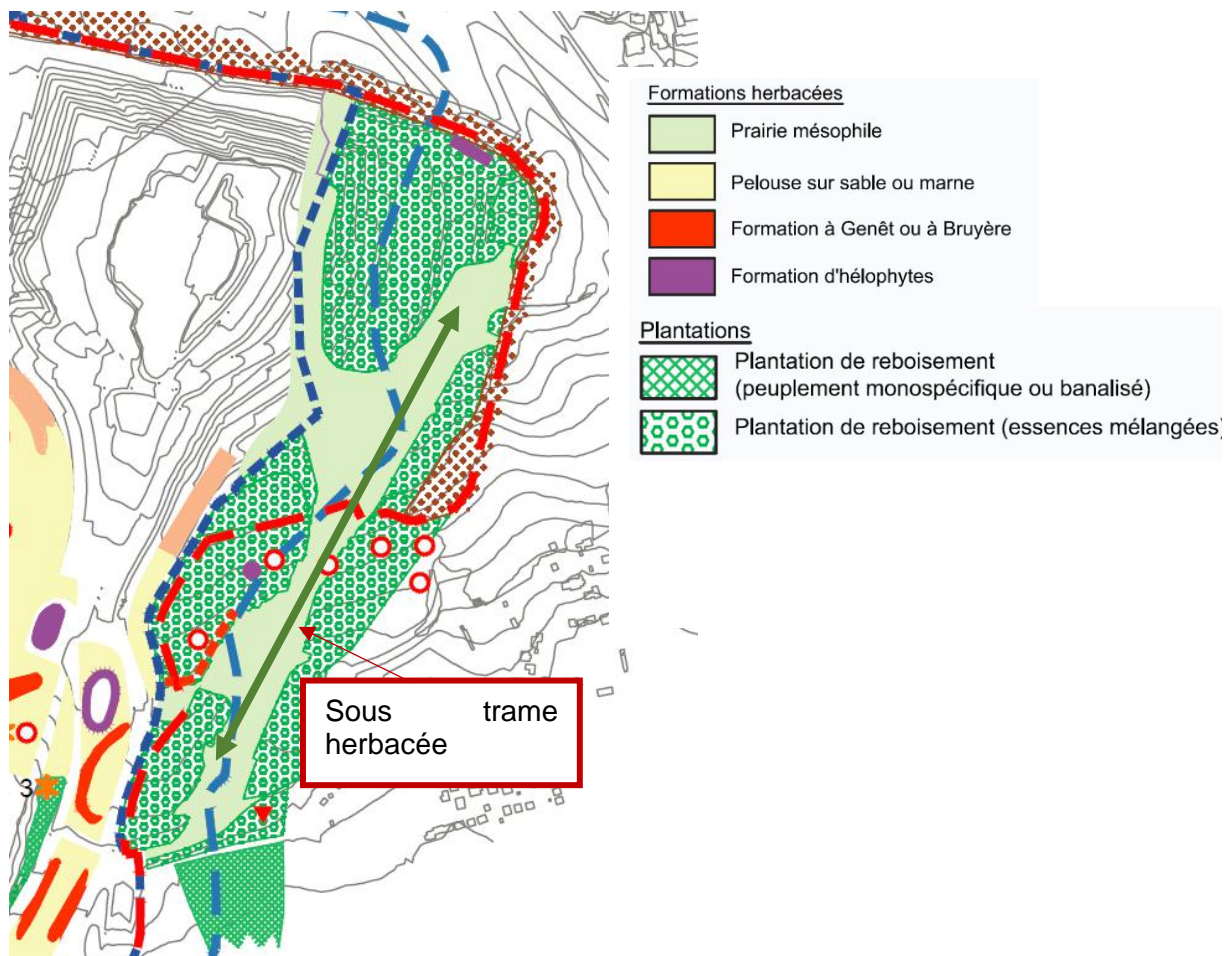 Formations herbacées
Prairie mésophile
Pelouse sur sable ou marne
Formation à Genêt ou à Bruyère
Formation d'hélophytes
Plantations
Plantation de reboisement
(peuplement monospécifique ou banalisé)
Plantation de reboisement (essences mélangées)
Sous trame
herbacée
3